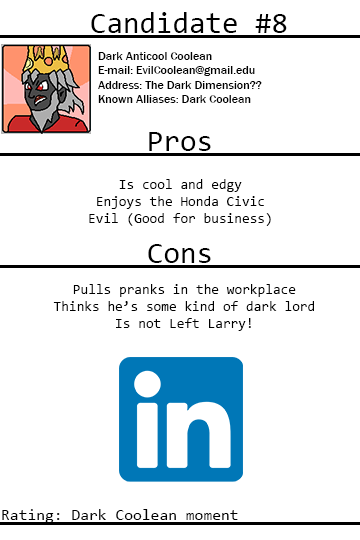 Candidate #8
Dark Anticool Coolean
E-mail: EvilCoolean@gmail.edu
Address: The Dark Dimension??
Known Alliases: Dark Coolean
Pros
Is cool and edgy
Enjoys the Honda Civic
Evil (Good for business)
Cons
Pulls pranks in the workplace
Thinks he’s some kind of dark lord
Is not Left Larry!
in
Rating: Dark Coolean moment